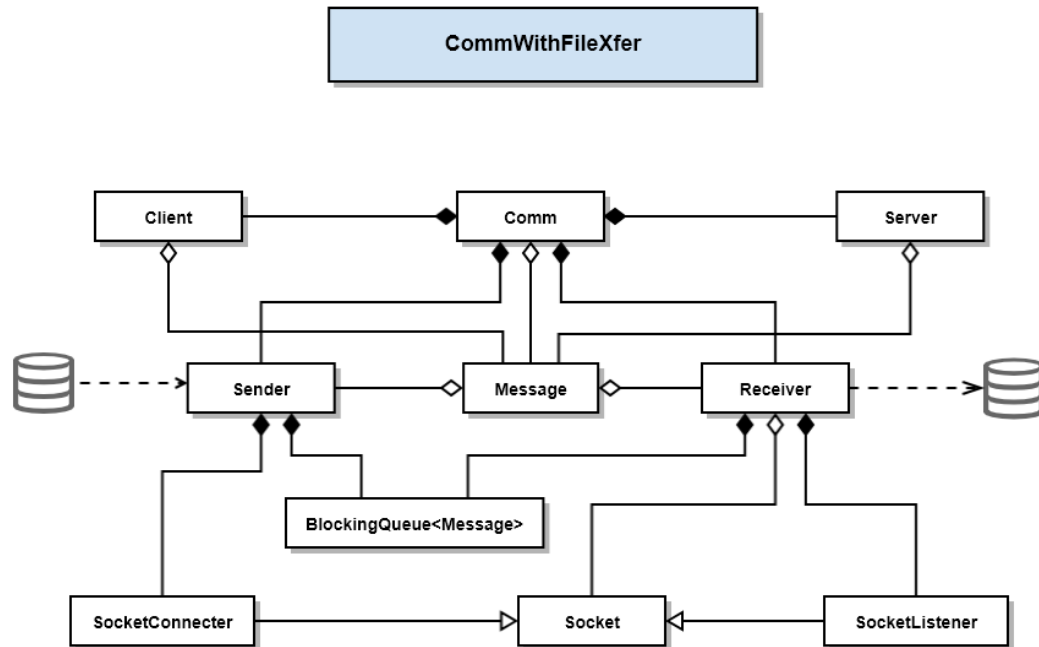 CommWithFileXfer
Client
Comm
Server
Sender
Message
Receiver
BlockingQueue<Message>
SocketConnecter
Socket
SocketListener